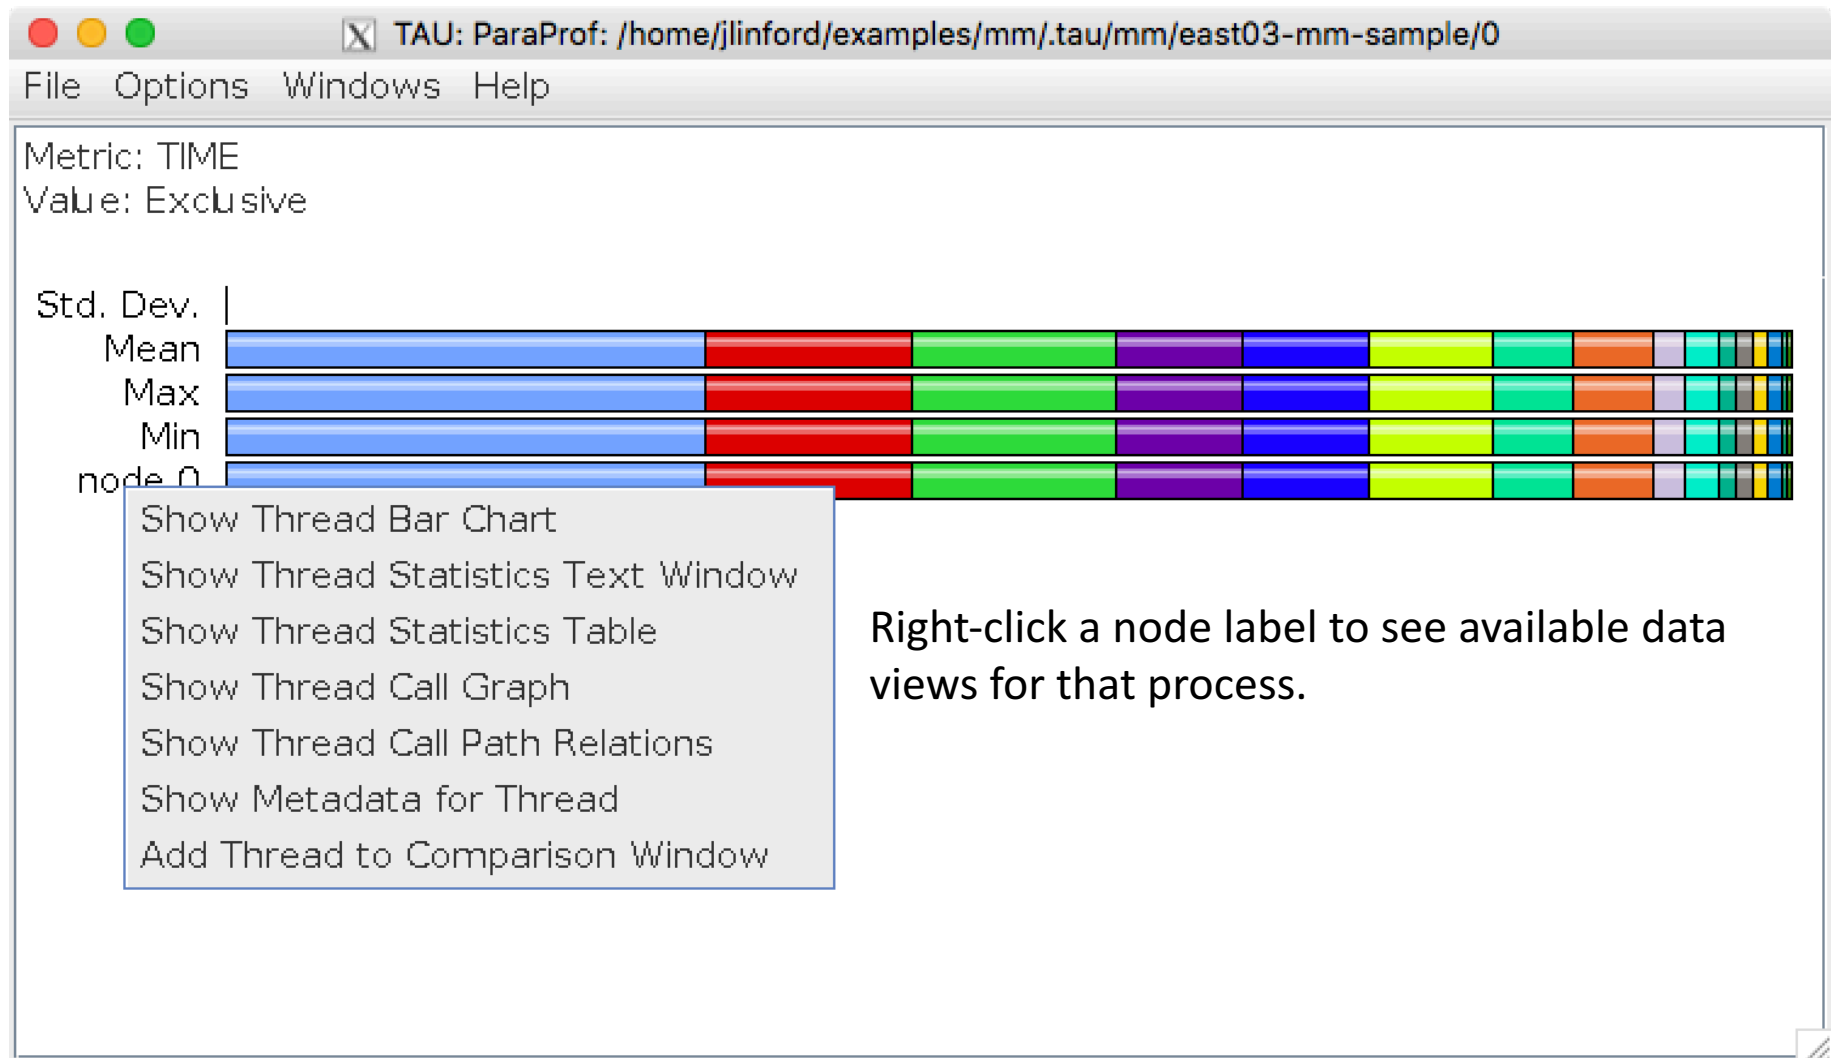 TAU: ParaProf: /home/jlinford/examples/mm/.tau/mm/east03-mm-sample/0
File Options Windows Help
Metric: TIME
Value: Exclusive
Std. Dev.
Mean
Max
Min
node 0
Show Thread Bar Chart
Show Thread Statistics Text Window
Show Thread Statistics Table
Show Thread Call Graph
Show Thread Call Path Relations
Show Metadata for Thread
Add Thread to Comparison Window
Right-click a node label to see available data
views for that process.